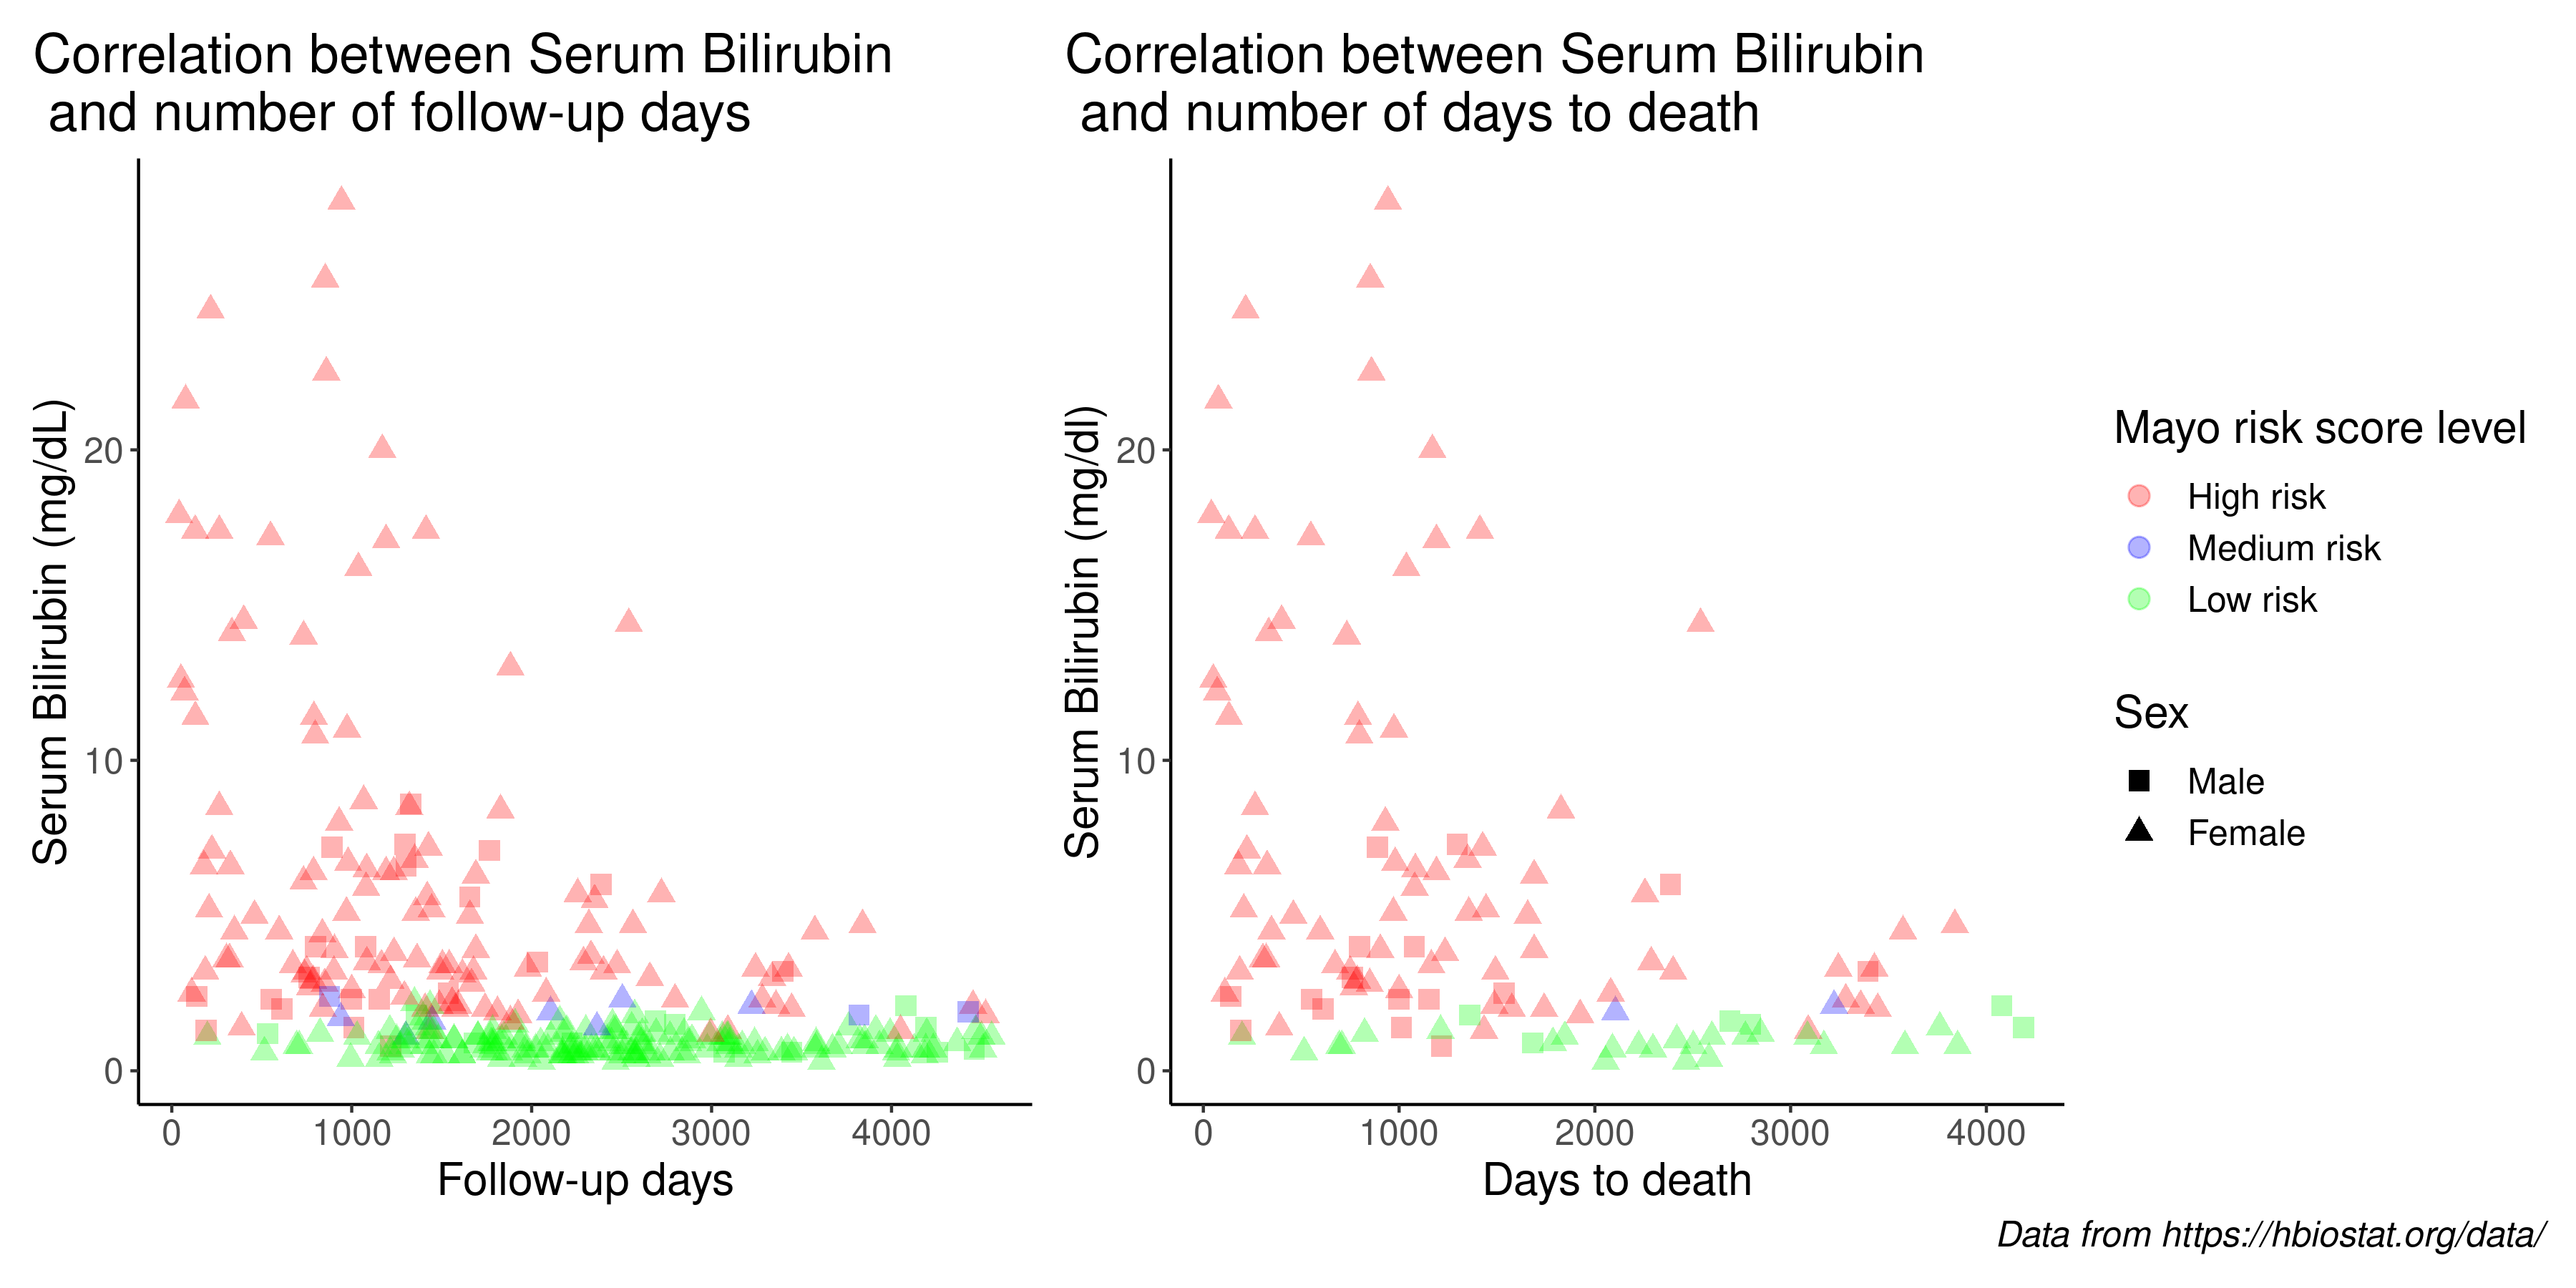 Correlation between Serum Bilirubin
and number of follow-up days
Serum Bilirubin (mg/dL)
20
10
0
0 1000 2000 3000 4000
Follow-up days
Correlation between Serum Bilirubin
and number of days to death
Serum Bilirubin (mg/dl)
20
10
0
0 1000 2000 3000 4000
Days to death
Mayo risk score level
High risk
Medium risk
Low risk
Sex
Male
Female
Data from https://hbiostat.org/data/